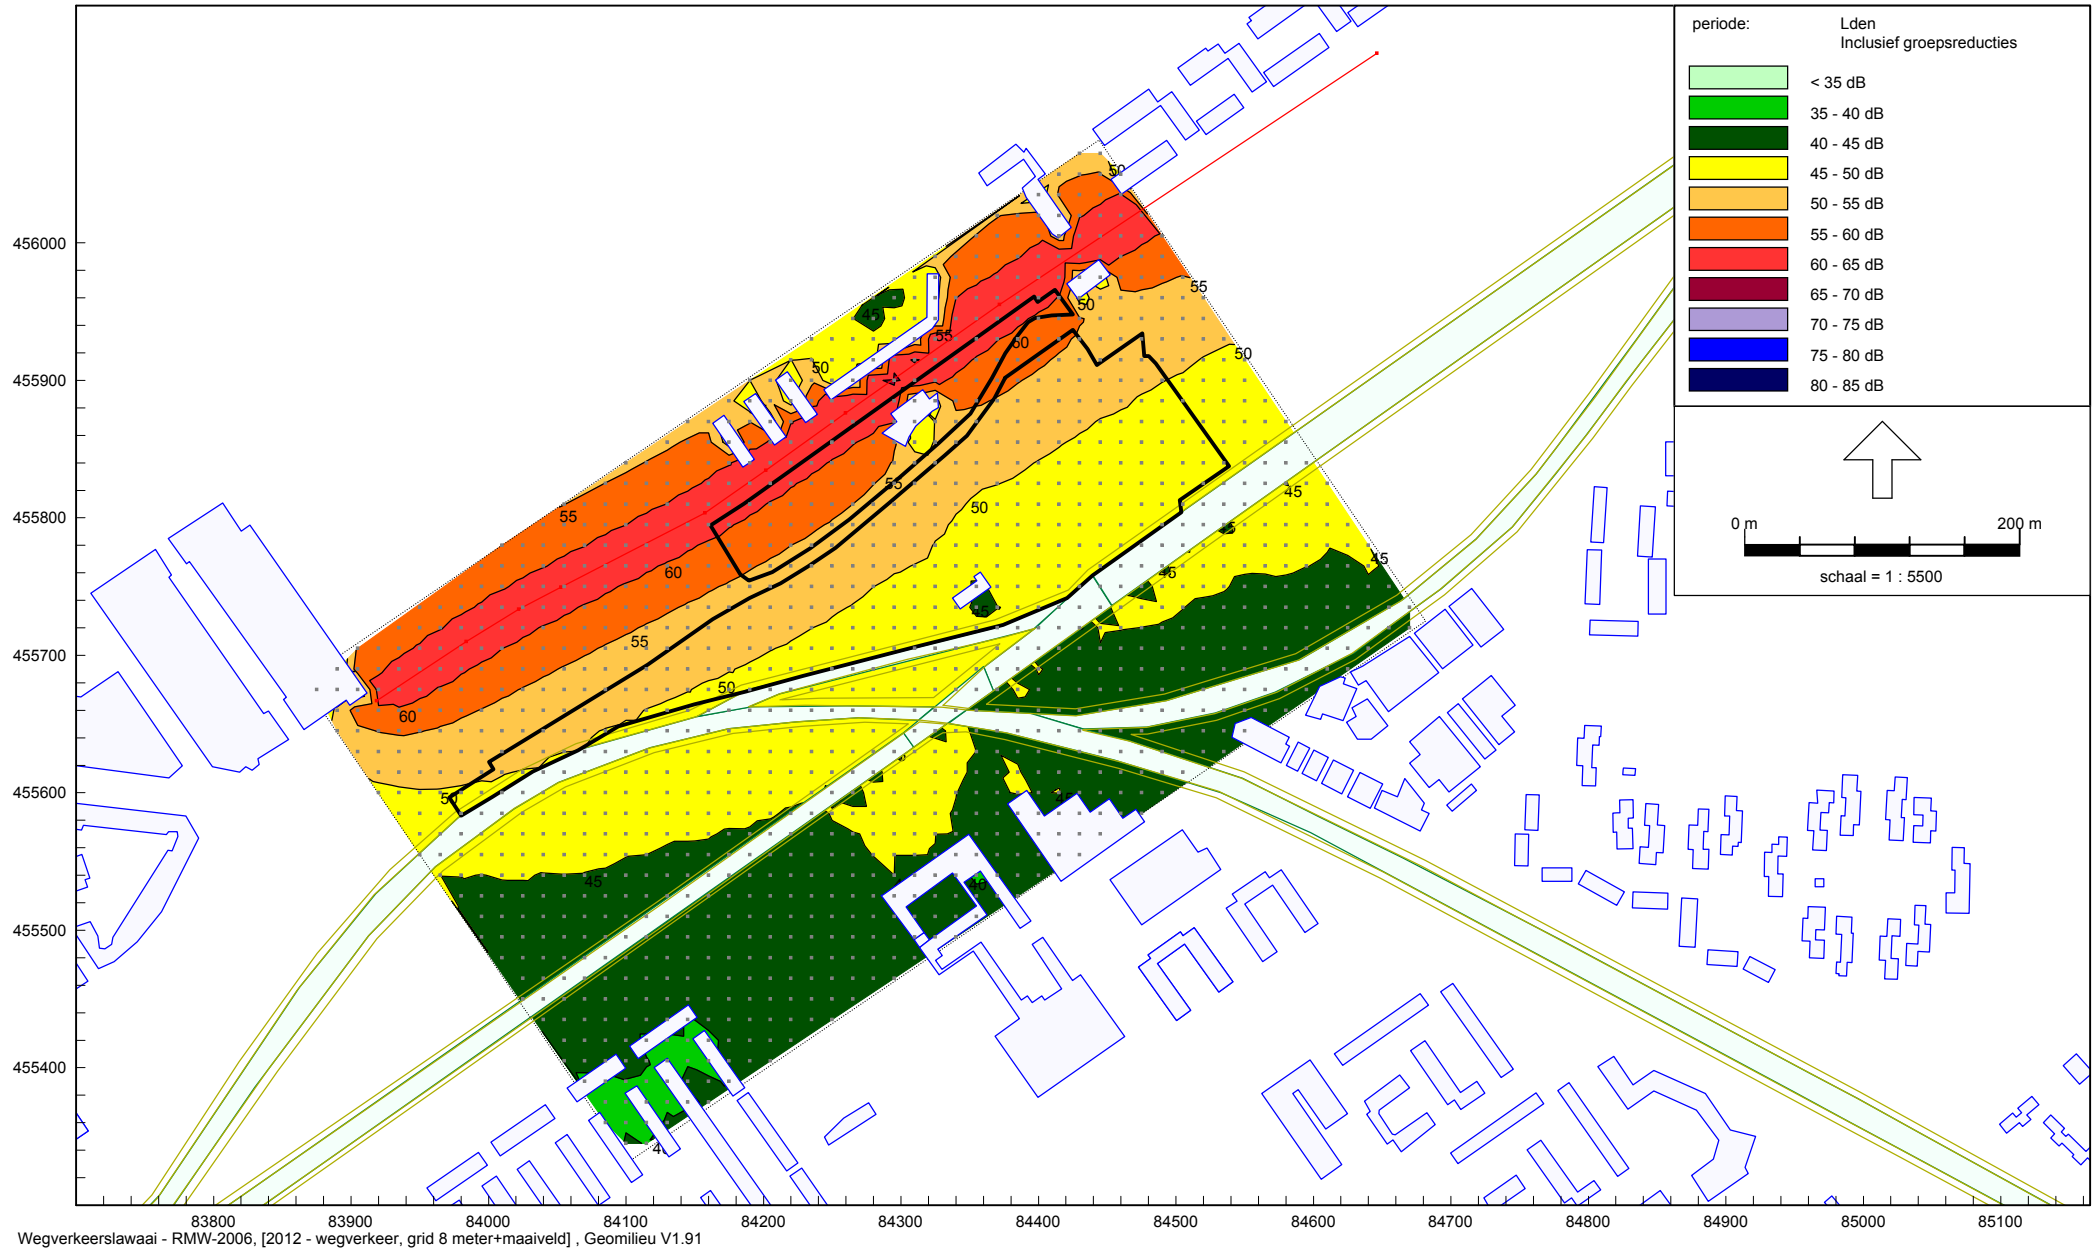 periode: Lden
Inclusief groepsreducties
< 35 dB
35 - 40 dB
40 - 45 dB
45 - 50 dB
50 - 55 dB
55 - 60 dB
60 - 65 dB
65 - 70 dB
70 - 75 dB
75 - 80 dB
80 - 85 dB
0 m 200 m
schaal = 1 : 5500
50
456000
55
50
45
55
60
50
50
455900
55
50
45
55
455800
45
45
60
45
55
455700
50
60
50
455600
45
45
40
455500
455400
83800 83900 84000 84100 84200 84300 84400 84500 84600 84700 84800 84900 85000 85100
Wegverkeerslawaai - RMW-2006, [2012 - wegverkeer, grid 8 meter+maaiveld] , Geomilieu V1.91